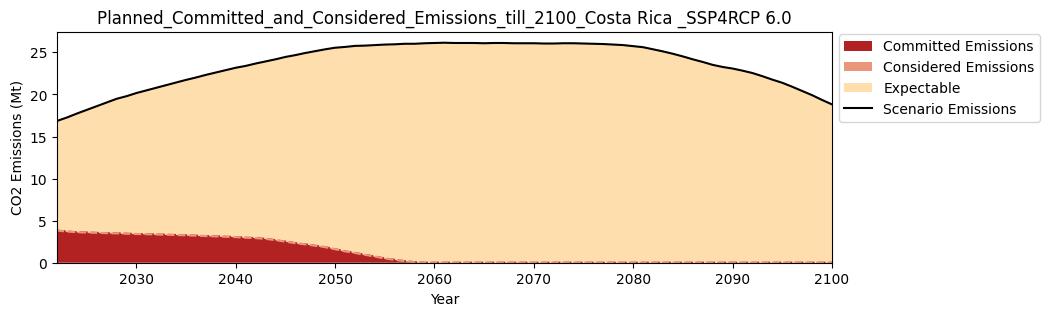 Planned_Committed_and_Considered_Emissions_till_2100_Costa Rica _SSP4RCP 6.0
Committed Emissions
Considered Emissions
Expectable
Scenario Emissions
CO2 Emissions (Mt)
25
20
15
10
5
0
2030 2040 2050 2060 2070 2080 2090 2100
Year